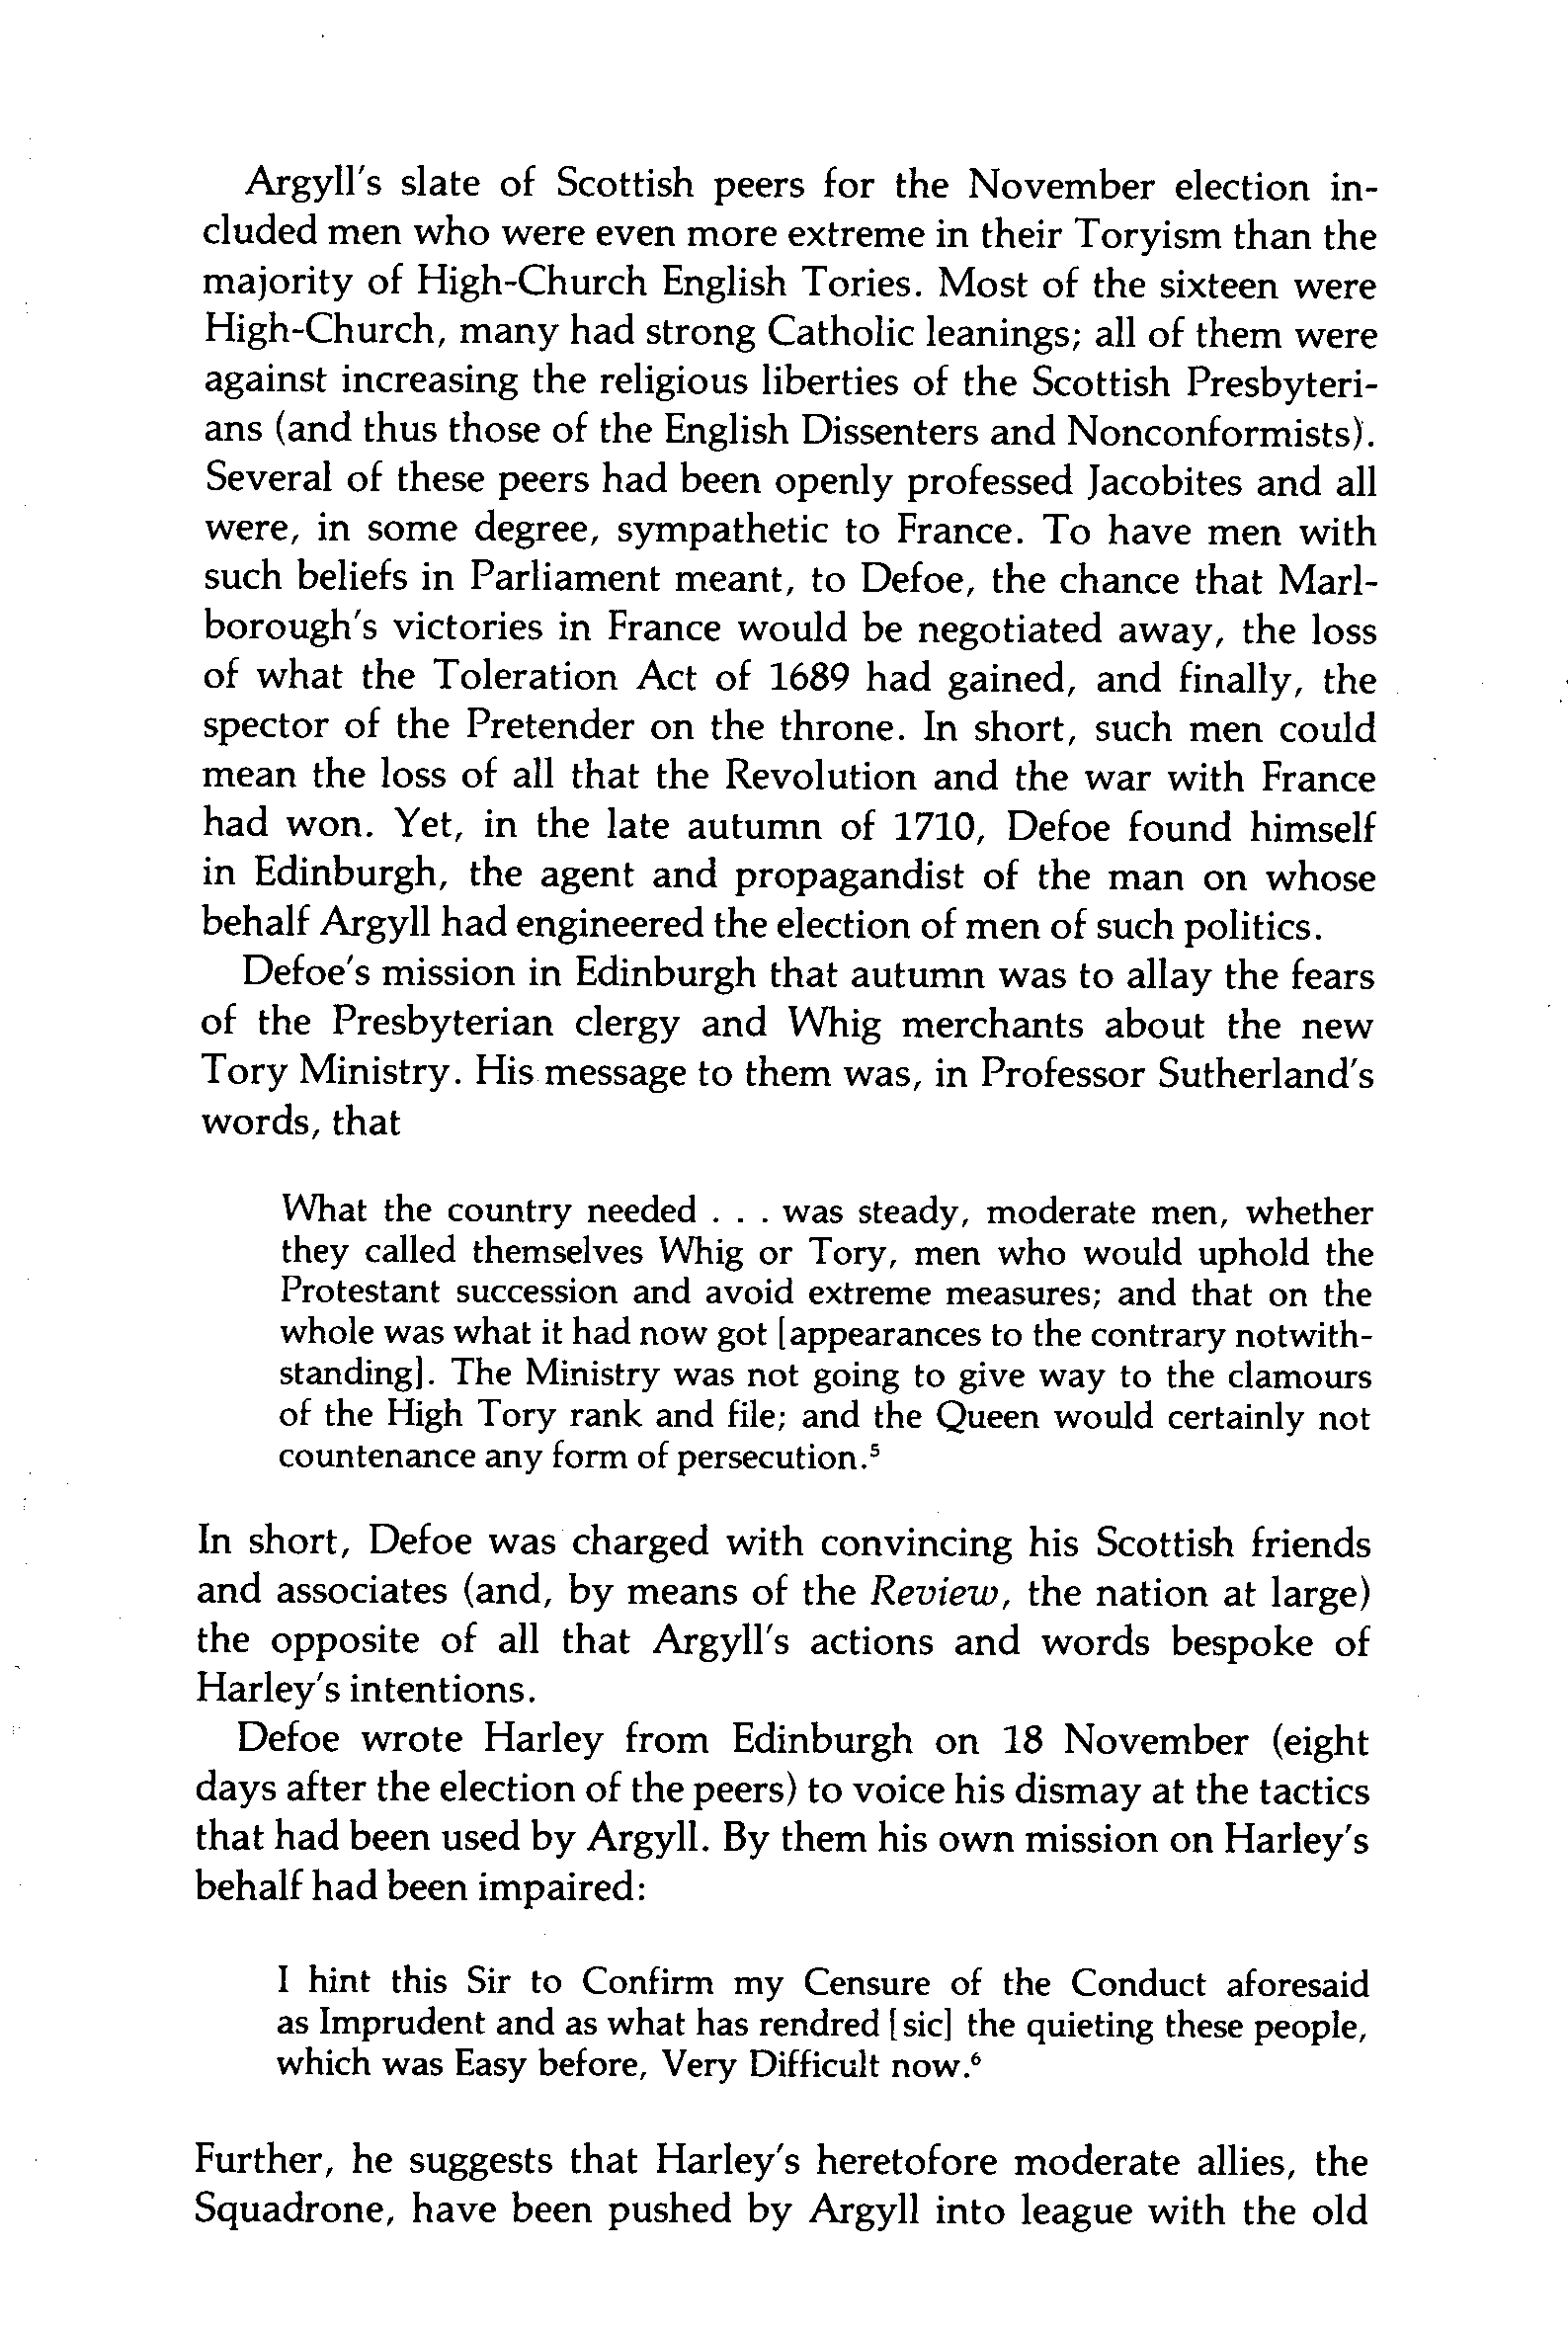 Argyll's slate of Scottish peers for the November election in-
cluded men who were even more extreme in their Toryism than the
majority of High-Church English Tories. Most of the sixteen were
High-Church, many had strong Catholic leanings; all of them were
against increasing the religious liberties of the Scottish Presbyteri-
ans (and thus those of the English Dissenters and Nonconformists).
Several of these peers had been openly professed Jacobites and all
were, in some degree, sympathetic to France. To have men with
such beliefs in Parliament meant, to Defoe, the chance that Marl-
borough's victories in France would be negotiated away, the loss
of what the Toleration Act of 1689 had gained, and finally, the
spector of the Pretender on the throne. In short, such men could
mean the loss of all that the Revolution and the war with France
had won. Yet, in the late autumn of 1710, Defoe found himself
in Edinburgh, the agent and propagandist of the man on whose
behalf Argyll had engineered the election of men of such politics.
Defoe's mission in Edinburgh that autumn was to allay the fears
of the Presbyterian clergy and Whig merchants about the new
Tory Ministry. His message to them was, in Professor Sutherland's
words, that
What the country needed . . . was steady, moderate men, whether
they called themselves Whig or Tory, men who would uphold the
Protestant succession and avoid extreme measures; and that on the
whole was what it had now got [appearances to the contrary notwith-
standing]. The Ministry was not going to give way to the clamours
of the High Tory rank and file; and the Queen would certainly not
countenance any form of persecution.⁵
In short, Defoe was charged with convincing his Scottish friends
and associates (and, by means of the Review, the nation at large)
the opposite of all that Argyll's actions and words bespoke of
Harley's intentions.
Defoe wrote Harley from Edinburgh on 18 November (eight
days after the election of the peers) to voice his dismay at the tactics
that had been used by Argyll. By them his own mission on Harley's
behalf had been impaired:
I hint this Sir to Confirm my Censure of the Conduct aforesaid
as Imprudent and as what has rendred [sic] the quieting these people,
which was Easy before, Very Difficult now.⁶
Further, he suggests that Harley's heretofore moderate allies, the
Squadrone, have been pushed by Argyll into league with the old